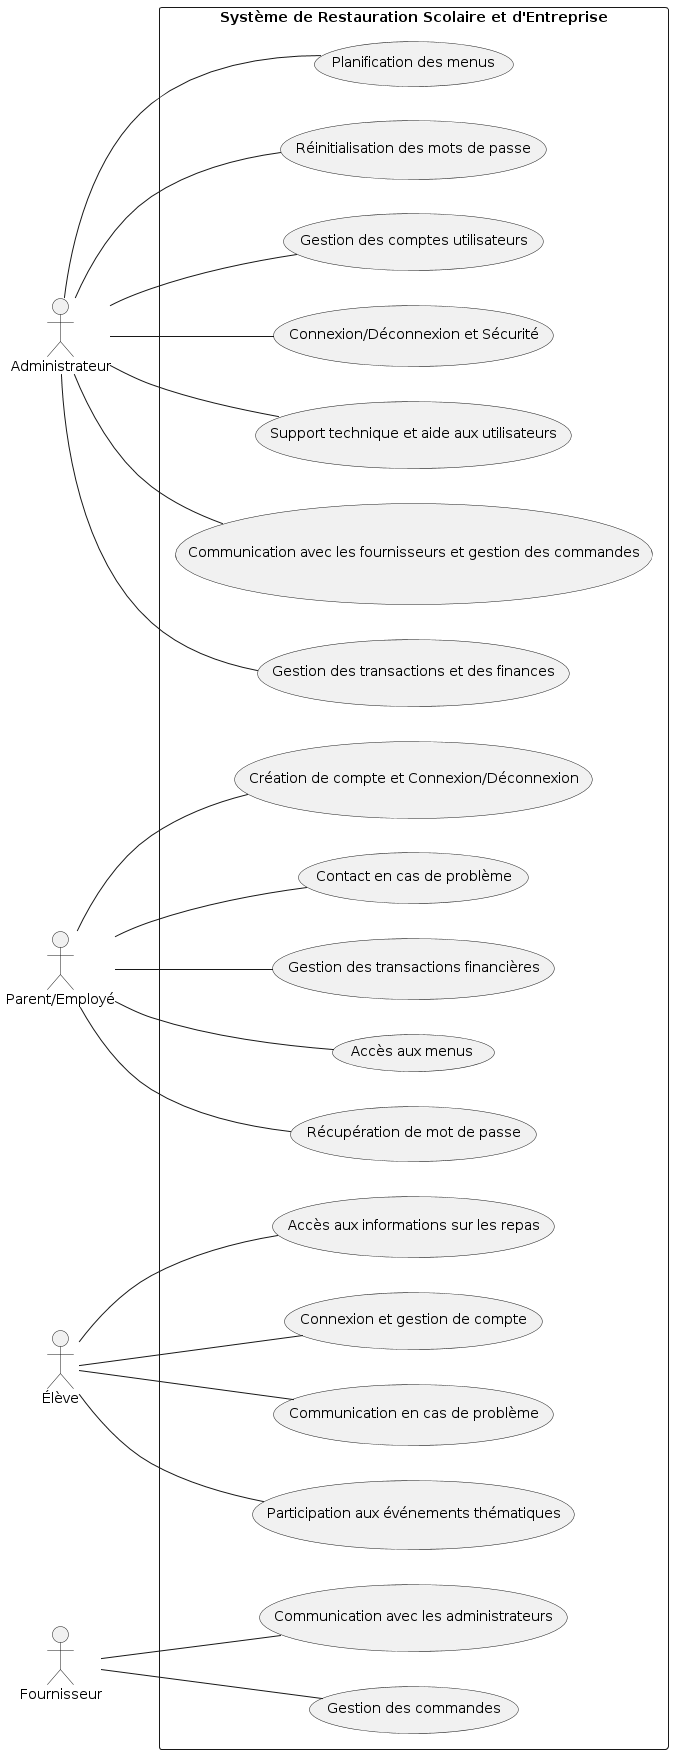 Système de Restauration Scolaire et d'Entreprise
Planification des menus
Réinitialisation des mots de passe
Gestion des comptes utilisateurs
Connexion/Déconnexion et Sécurité
Administrateur
Support technique et aide aux utilisateurs
Communication avec les fournisseurs et gestion des commandes
Gestion des transactions et des finances
Création de compte et Connexion/Déconnexion
Contact en cas de problème
Gestion des transactions financières
Parent/Employé
Accès aux menus
Récupération de mot de passe
Accès aux informations sur les repas
Connexion et gestion de compte
Élève
Communication en cas de problème
Participation aux événements thématiques
Communication avec les administrateurs
Fournisseur
Gestion des commandes